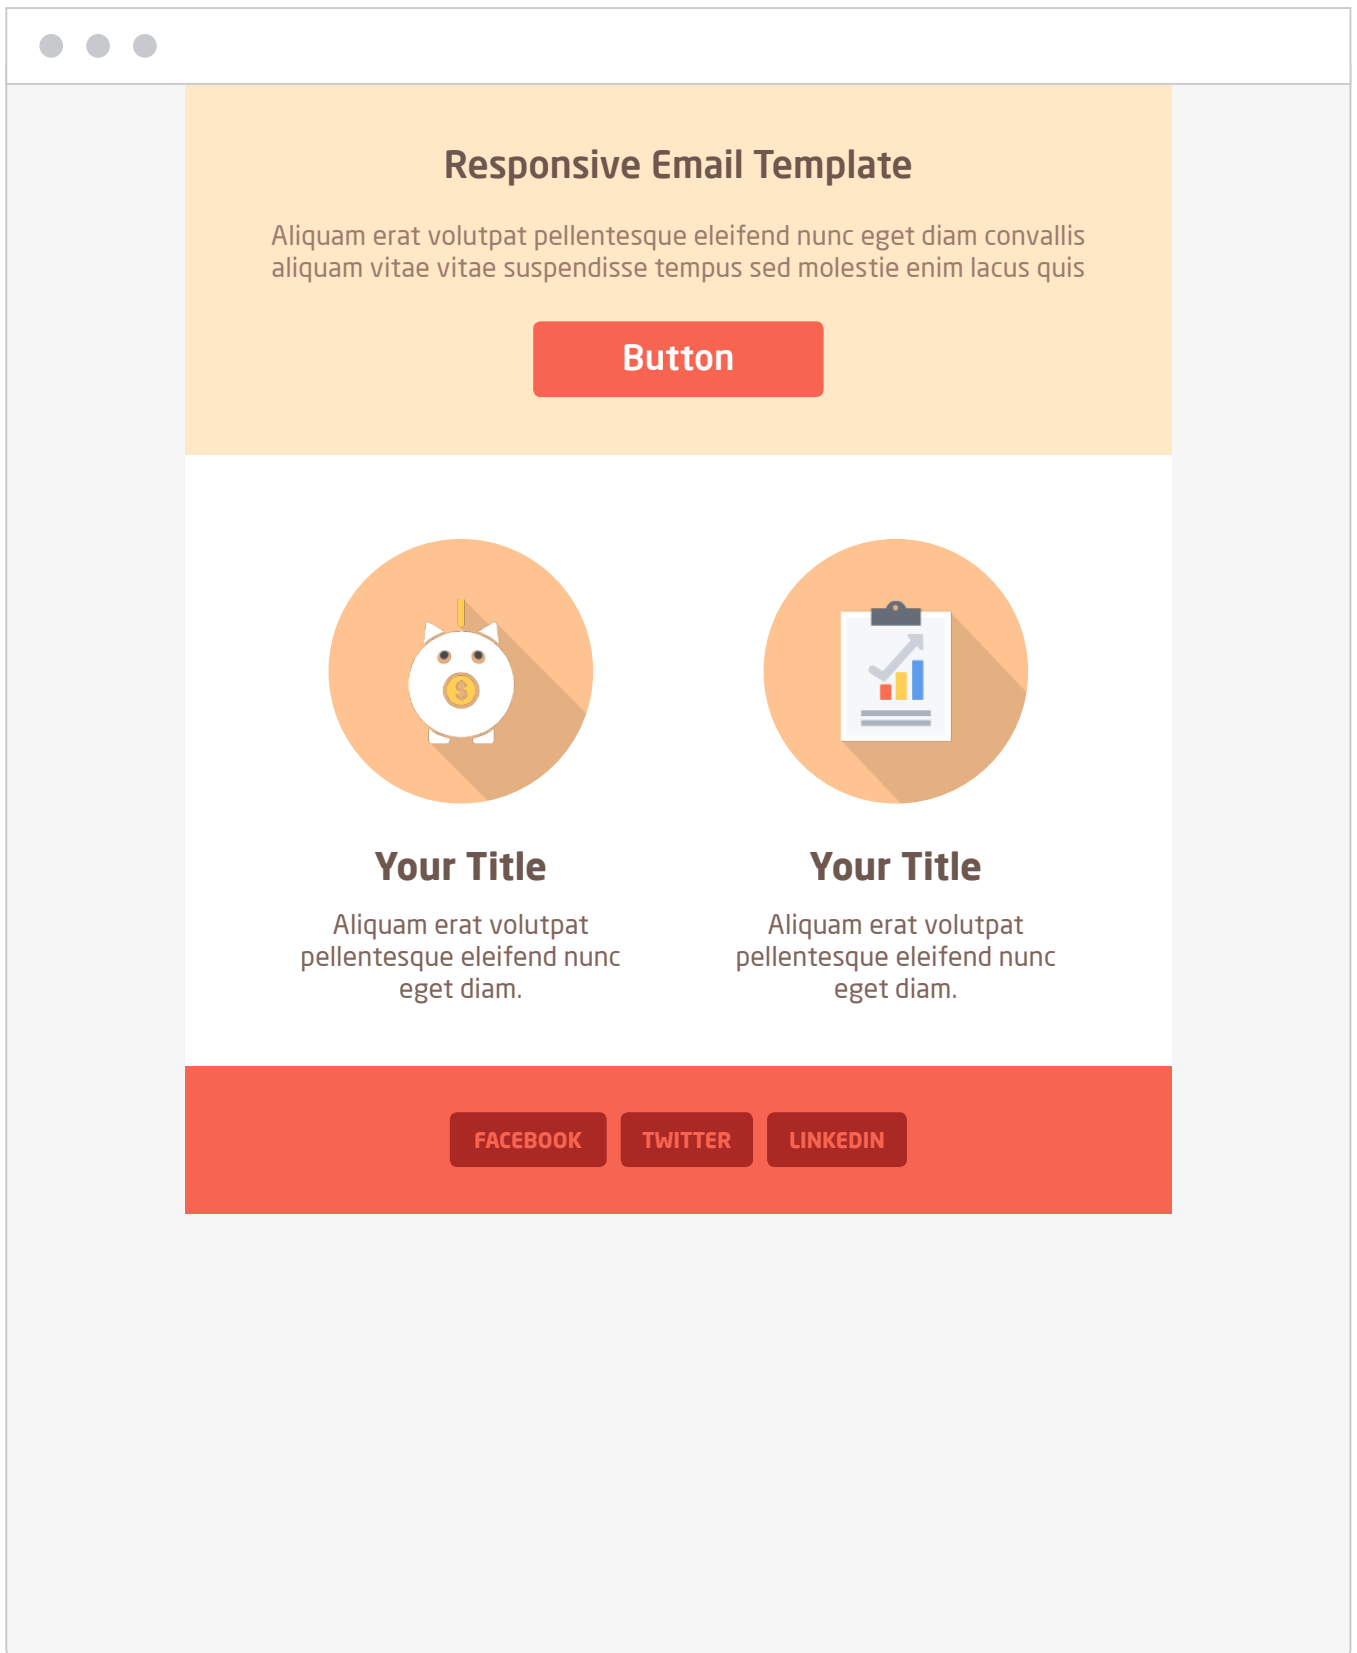 Responsive Email Template
Aliquam erat volutpat pellentesque eleifend nunc eget diam convallis
aliquam vitae vitae suspendisse tempus sed molestie enim lacus quis
Button
$
Your Title
Aliquam erat volutpat
pellentesque eleifend nunc
eget diam.
Your Title
Aliquam erat volutpat
pellentesque eleifend nunc
eget diam.
FACEBOOK TWITTER LINKEDIN